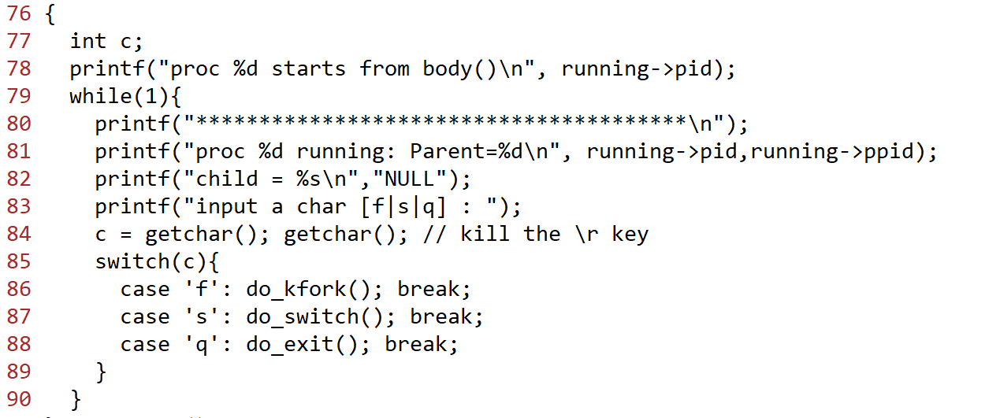 76 {
77   int c;
78   printf("proc %d starts from body()\n", running->pid);
79   while(1){
80     printf("***************************************\n");
81     printf("proc %d running: Parent=%d\n", running->pid,running->ppid);
82     printf("child = %s\n","NULL");
83     printf("input a char [f|s|q] : ");
84     c = getchar(); getchar(); // kill the \r key
85     switch(c){
86       case 'f': do_kfork(); break;
87       case 's': do_switch(); break;
88       case 'q': do_exit(); break;
89     }
90   }